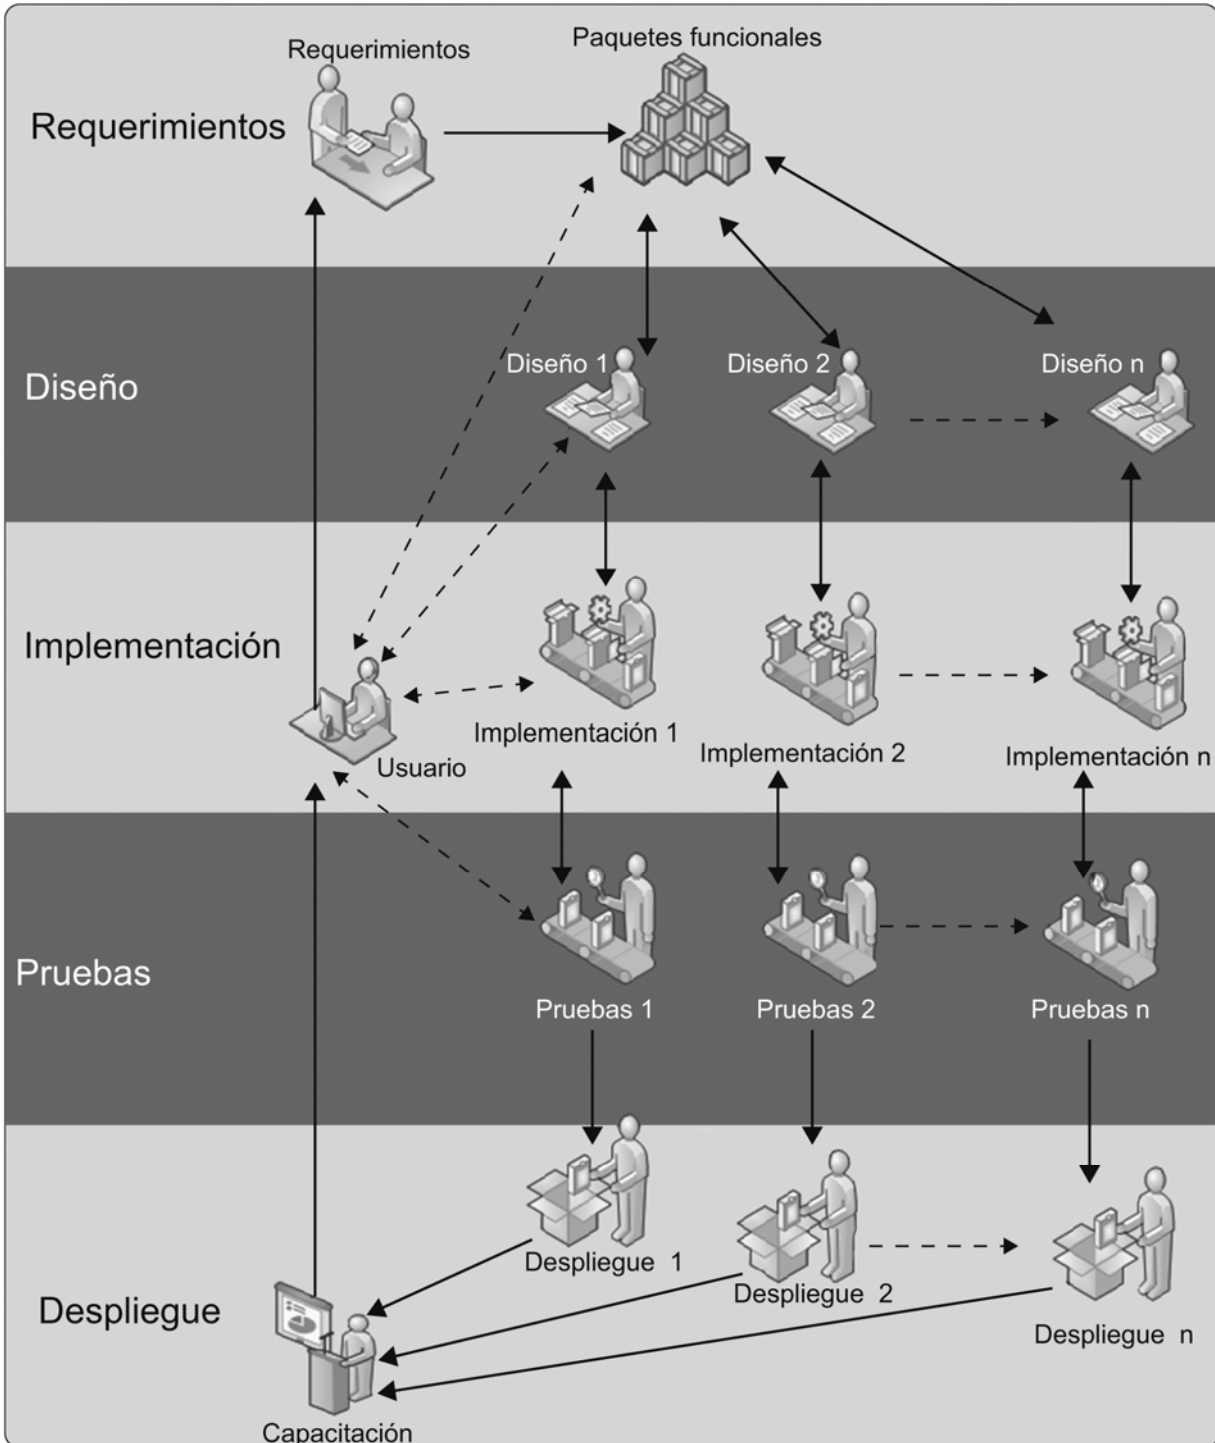 Requerimientos
Paquetes funcionales
Requerimientos
Diseño
Diseño 1
Diseño 2
Diseño n
Implementación
Implementación 1
Implementación 2
Implementación n
Usuario
Pruebas
Pruebas 1
Pruebas 2
Pruebas n
Despliegue 1
Despliegue 2
Despliegue
Despliegue n
Capacitación